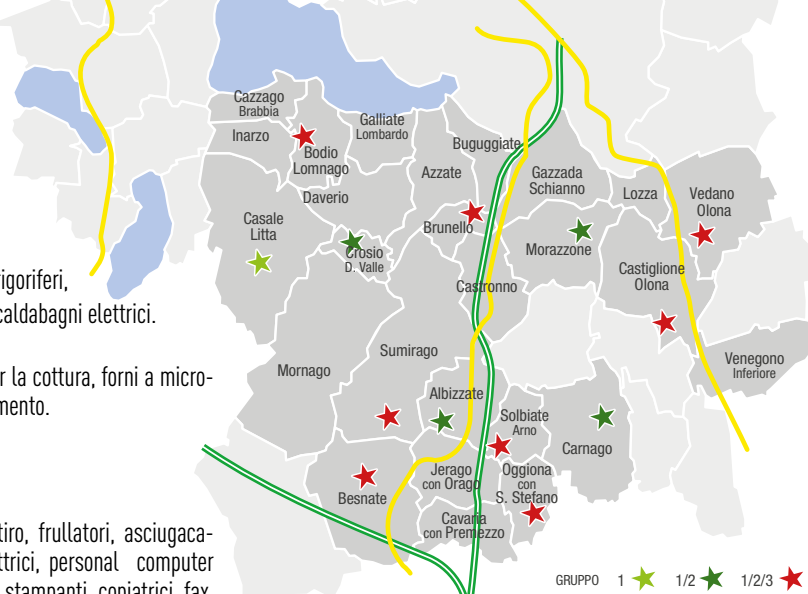 igoriferi,
caldabagni elettrici.
r la cottura, forni a micro-
mento.
tiro, frullatori, asciugaca-
ttrici, personal computer
stampanti, copiatrici, fax,
Cazzago
Brabbia
Galliate
Lombardo
Inarzo
Bodio
Lomnago
Buguggiate
Azzate
Gazzada
Schianno
Lozza
Vedano
Olona
Daverio
Casale
Litta
Brunello
Crosio
D. Valle
Morazzone
Castiglione
Olona
Castronno
Mornago
Sumirago
Venegono
Inferiore
Albizzate
Solbiate
Arno
Carnago
Besnate
Jerago
con Orago
Oggiona
con
S. Stefano
Cavaria
con Premezzo
GRUPPO 1 1/2 1/2/3